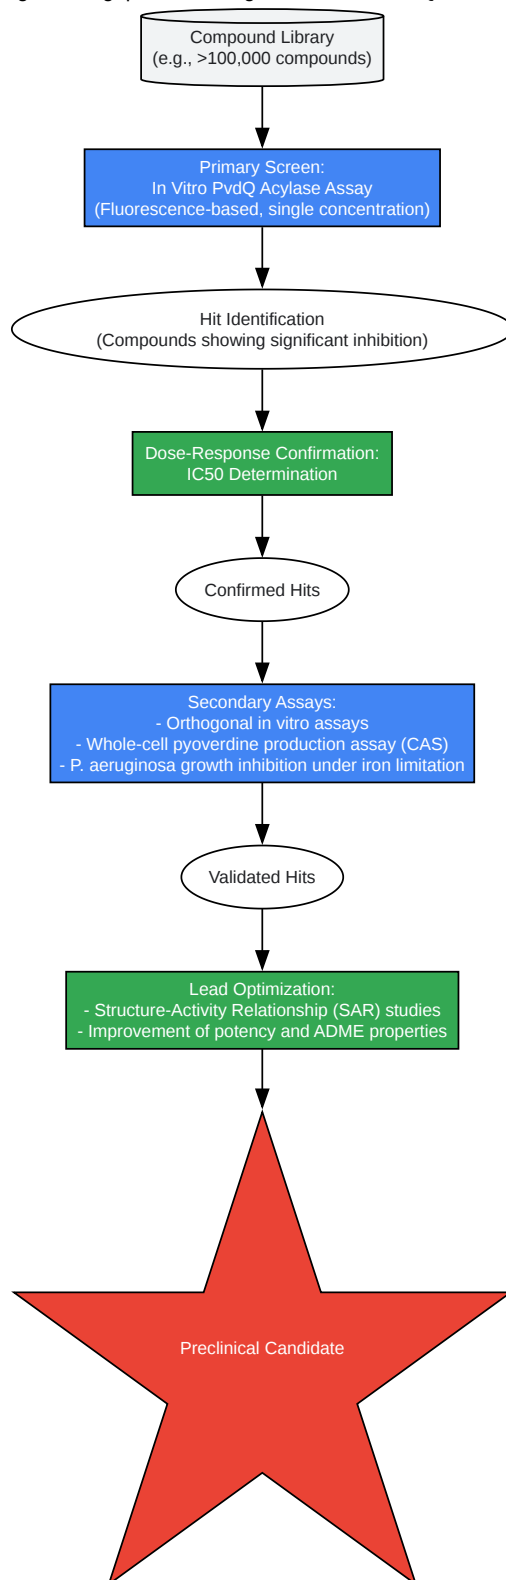 Compound Library
(e.g., >100,000 compounds)
Primary Screen:
In Vitro PvdQ Acylase Assay
(Fluorescence-based, single concentration)
Hit Identification
(Compounds showing significant inhibition)
Dose-Response Confirmation:
IC50 Determination
Confirmed Hits
Secondary Assays:
- Orthogonal in vitro assays
- Whole-cell pyoverdine production assay (CAS)
- P. aeruginosa growth inhibition under iron limitation
Validated Hits
Lead Optimization:
- Structure-Activity Relationship (SAR) studies
- Improvement of potency and ADME properties
Preclinical Candidate